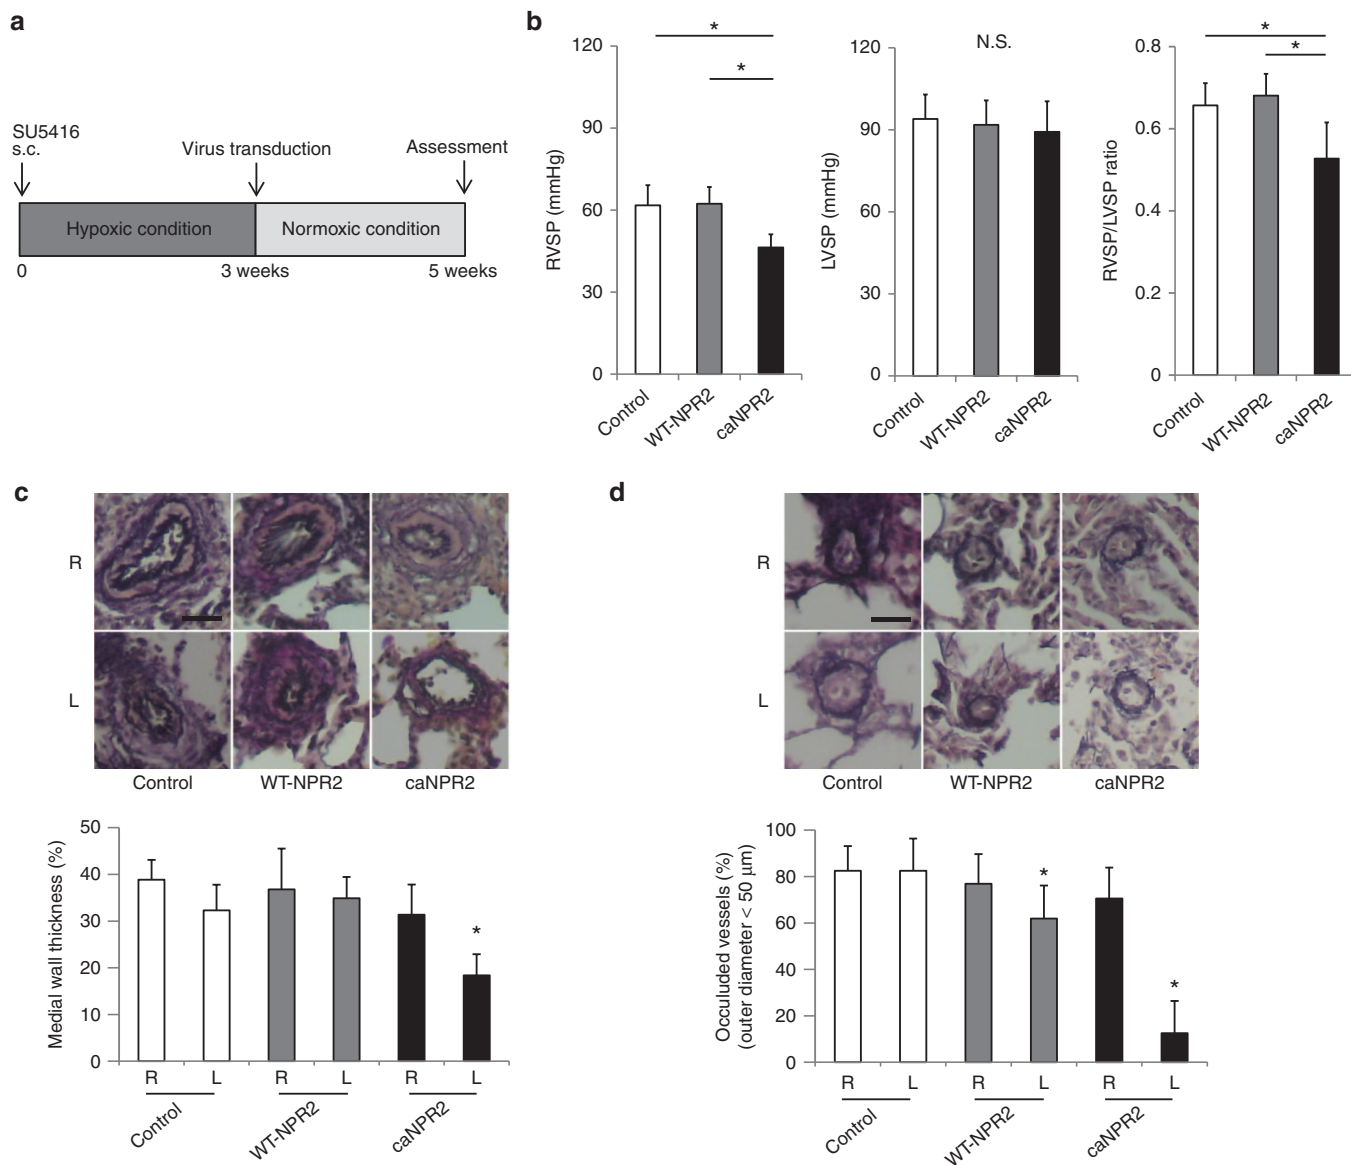 a
SU5416
s.c.
Virus transduction
Assessment
Hypoxic condition
Normoxic condition
0
3 weeks
5 weeks
b
*
*
120
90
60
30
0
RVSP (mmHg)
Control
WT-NPR2
caNPR2
N.S.
120
90
60
30
0
LVSP (mmHg)
Control
WT-NPR2
caNPR2
*
*
0.8
0.6
0.4
0.2
0
RVSP/LVSP ratio
Control
WT-NPR2
caNPR2
c
R
L
Control
WT-NPR2
caNPR2
50
40
30
20
10
0
Medial wall thickness (%)
*
R
L
R
L
R
L
Control
WT-NPR2
caNPR2
d
R
L
Control
WT-NPR2
caNPR2
100
80
60
40
20
0
Occuluded vessels (%)
(outer diameter < 50 μm)
*
*
R
L
R
L
R
L
Control
WT-NPR2
caNPR2